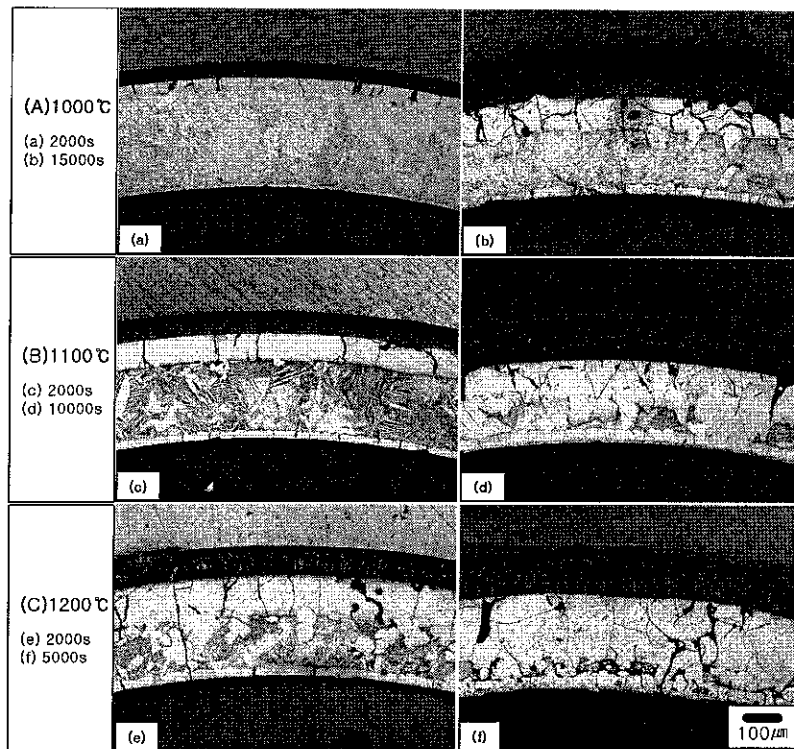 (A)1000℃
(a) 2000s
(b) 15000s
(a)
(b)
(B)1100℃
(c) 2000s
(d) 10000s
(c)
(d)
(C)1200℃
(e) 2000s
(f) 5000s
(e)
(f)
100㎛